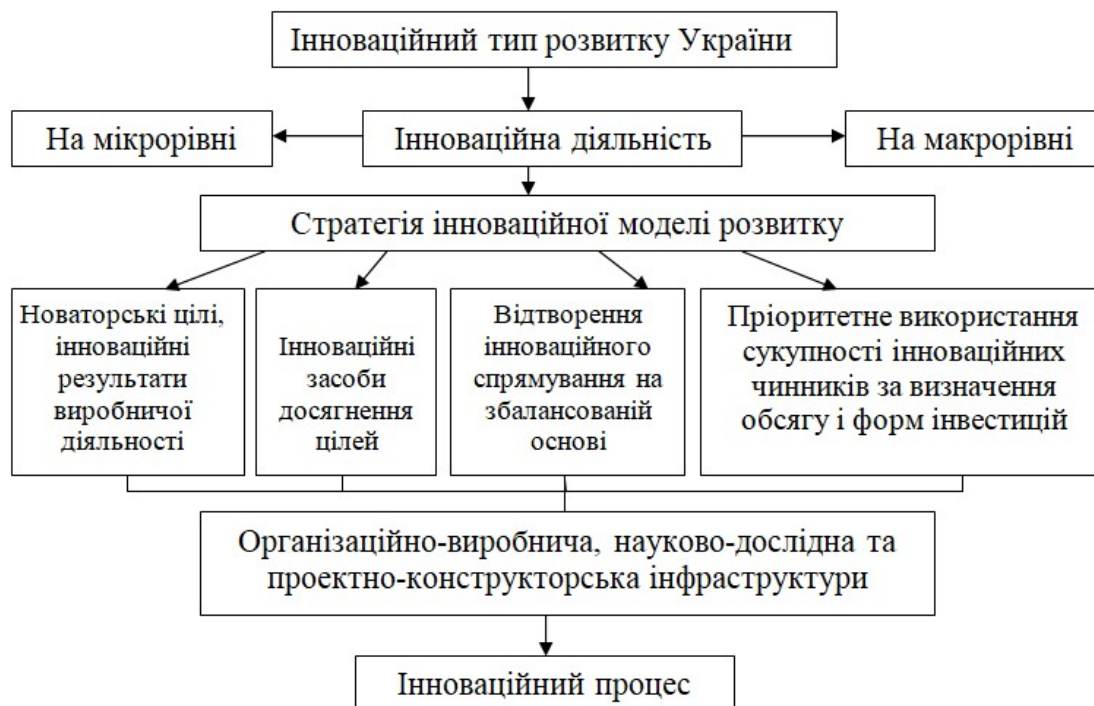 Інноваційний тип розвитку України
На мікрорівні
Інноваційна діяльність
На макрорівні
Стратегія інноваційної моделі розвитку
Новаторські цілі,
інноваційні
результати
виробничої
діяльності
Інноваційні
засоби
досягнення
цілей
Відтворення
інноваційного
спрямування на
збалансованій
основі
Пріоритетне використання
сукупності інноваційних
чинників за визначення
обсягу і форм інвестицій
Організаційно-виробнича, науково-дослідна та
проектно-конструкторська інфраструктури
Інноваційний процес